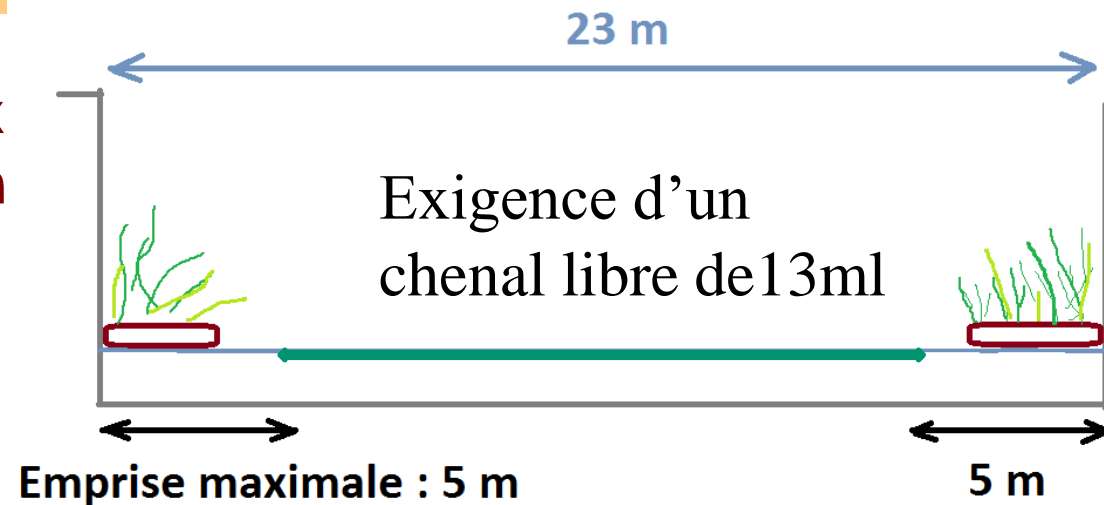 23 m
x
n
Exigence d’un
chenal libre de13ml
Emprise maximale : 5 m
5 m